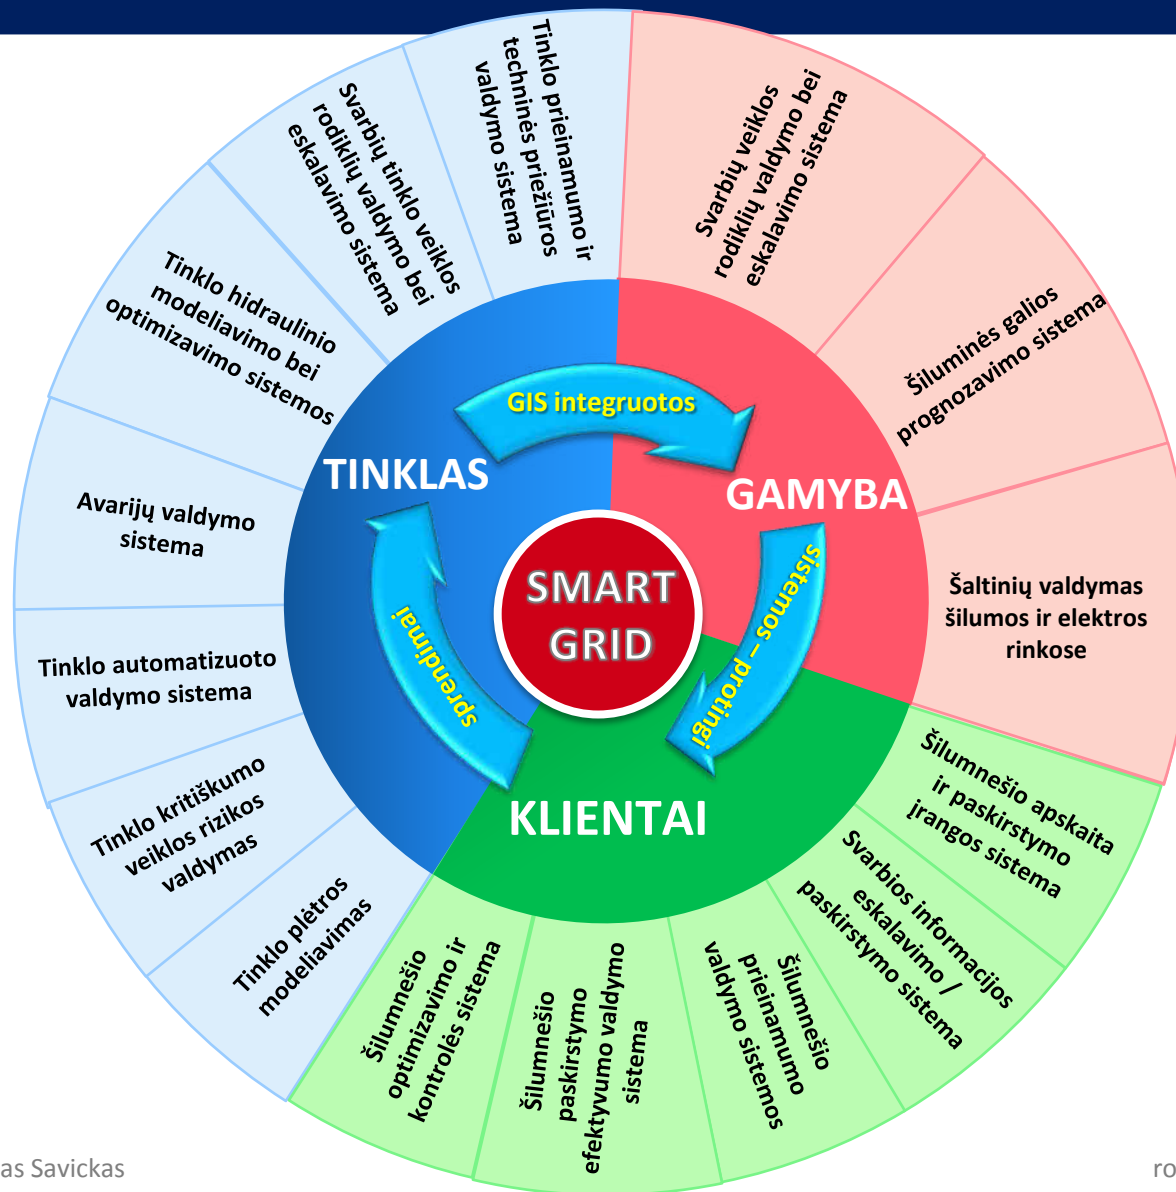 Tinklo prieinamumo ir
techninės priežiūros
valdymo sistema
Svarbių veiklos
rodiklių valdymo bei
eskalavimo sistema
Šiluminės galios
prognozavimo sistema
Šaltinių valdymas
šilumos ir elektros
rinkose
Šilumnešio apskaita
ir paskirstymo
įrangos sistema
Svarbios informacijos
eskalavimo /
paskirstymo sistema
Šilumnešio
prieinamumo
valdymo sistemos
Šilumnešio
paskirstymo
efektyvumo valdymo
sistema
Šilumnešio
optimizavimo ir
kontrolės sistema
Tinklo plėtros
modeliavimas
Tinklo kritiškumo
veiklos rizikos
valdymas
Tinklo automatizuoto
valdymo sistema
Avarijų valdymo
sistema
Tinklo hidraulinio
modeliavimo bei
optimizavimo sistemos
Svarbių tinklo veiklos
rodiklių valdymo bei
eskalavimo sistema
GIS integruotos
sistemos – protingi
sprendimai
TINKLAS
GAMYBA
KLIENTAI
SMART
GRID
as Savickas
ro